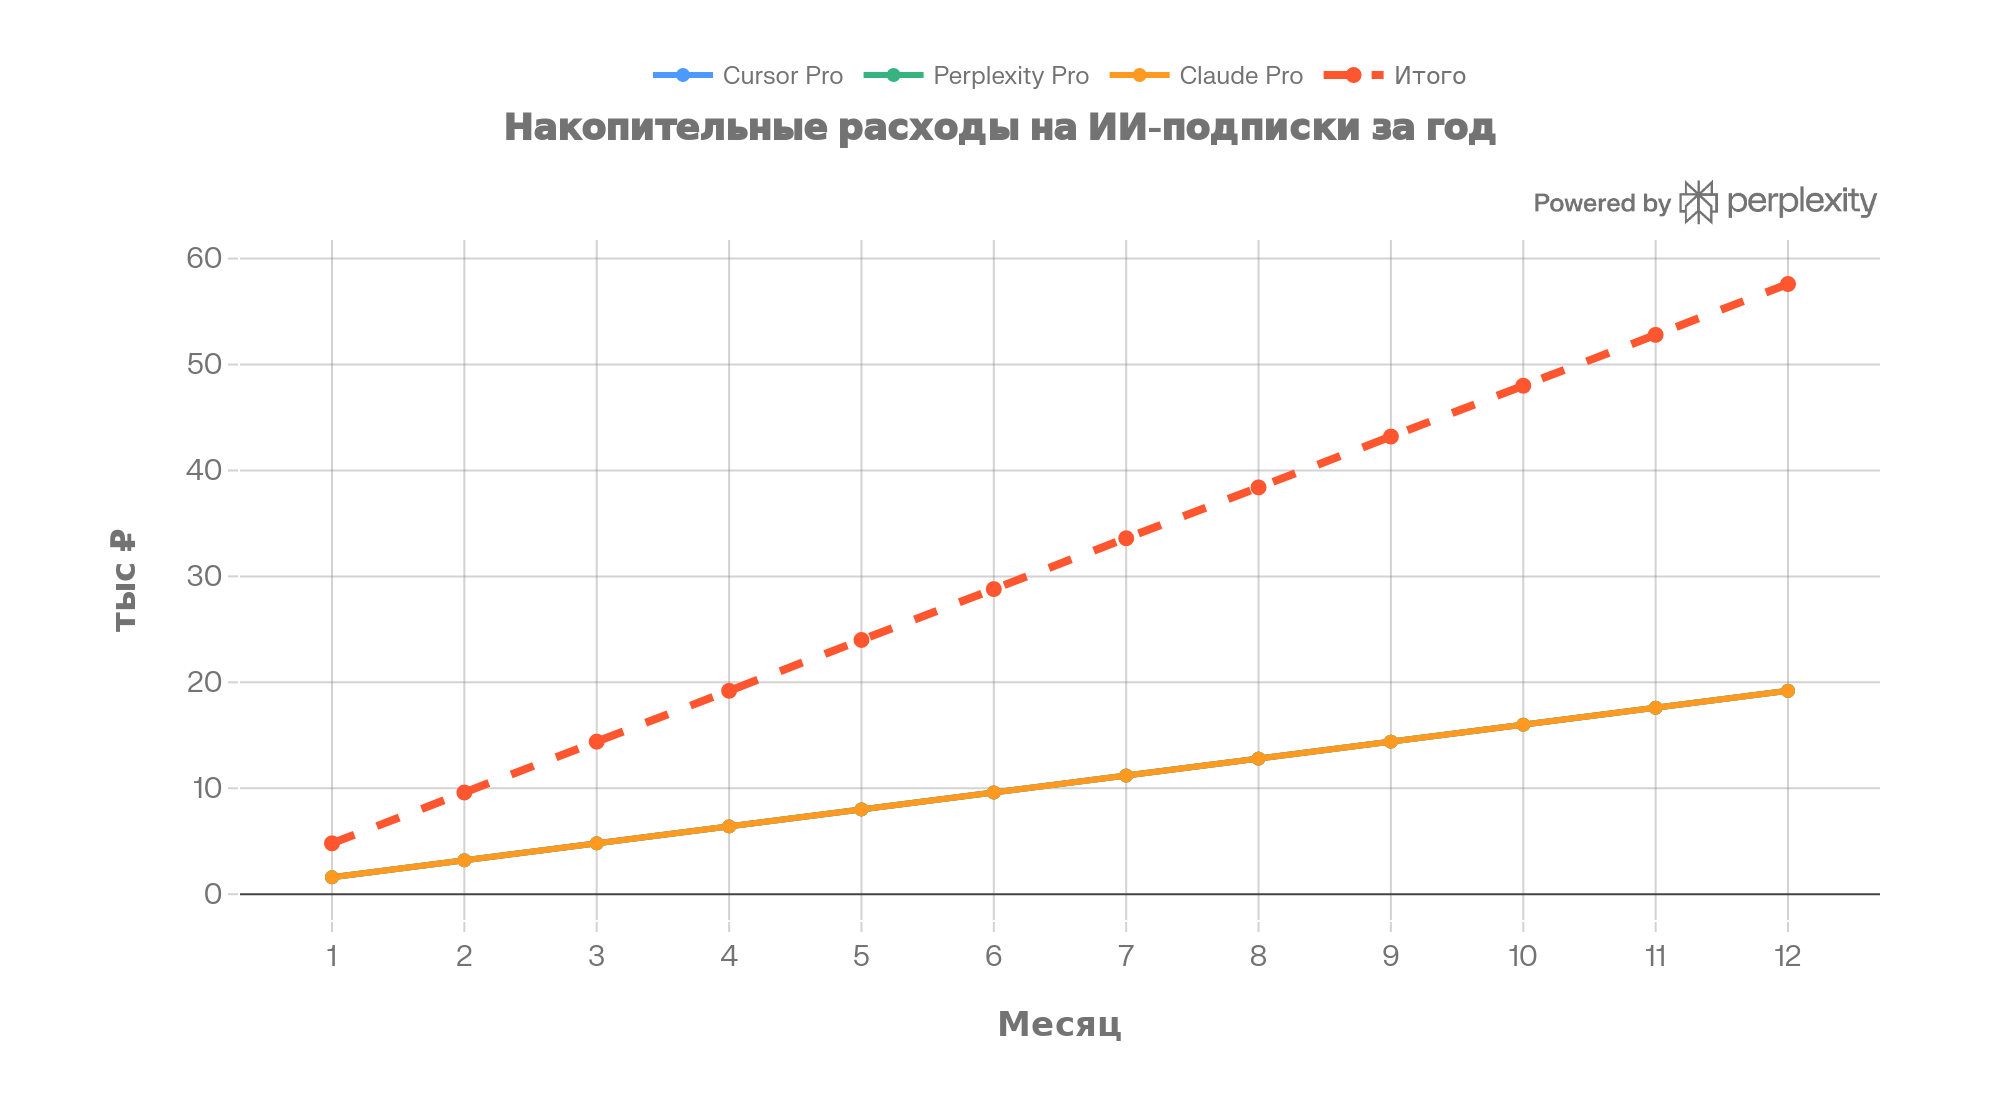 Cursor Pro Perplexity Pro Claude Pro Итого
Накопительные расходы на ИИ-подписки за год
Powered by perplexity
60
50
40
30
20
10
0
тыс ₽
1 2 3 4 5 6 7 8 9 10 11 12
Месяц